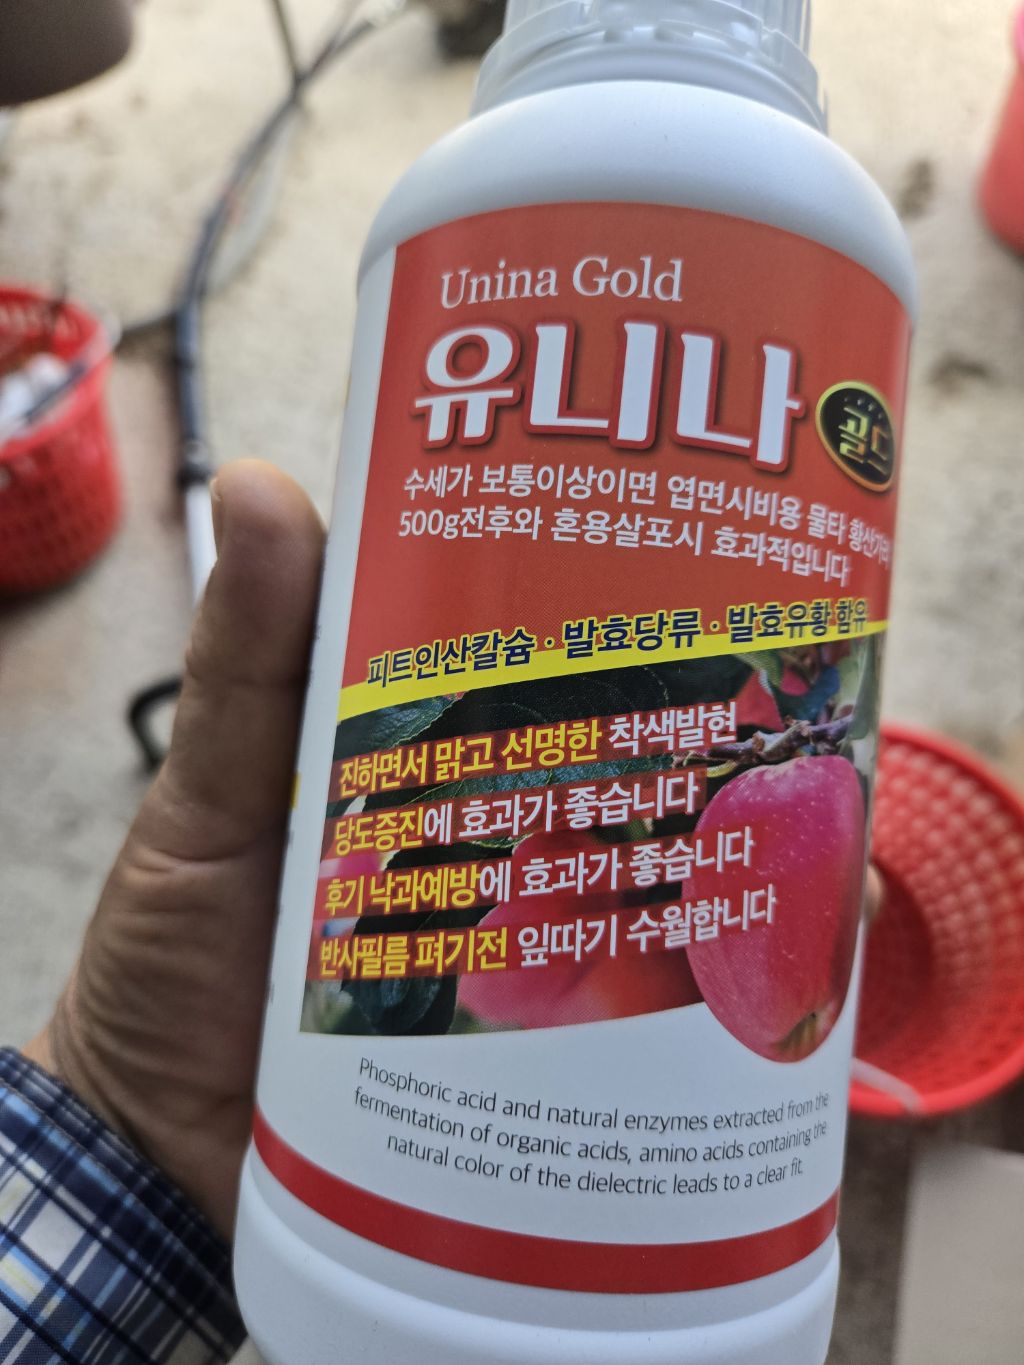 Unina Gold
유니나 골드
수세가 보통이상이면 엽면시비용 물타 황산가리
500g전후와 혼용살포시 효과적입니다
피트인산칼슘 · 발효당류 · 발효유황 함유
진하면서 맑고 선명한 착색발현
당도증진에 효과가 좋습니다
후기 낙과예방에 효과가 좋습니다
반사필름 펴기전 잎따기 수월합니다
Phosphoric acid and natural enzymes extracted from the
fermentation of organic acids, amino acids containing the
natural color of the dielectric leads to a clear fit.